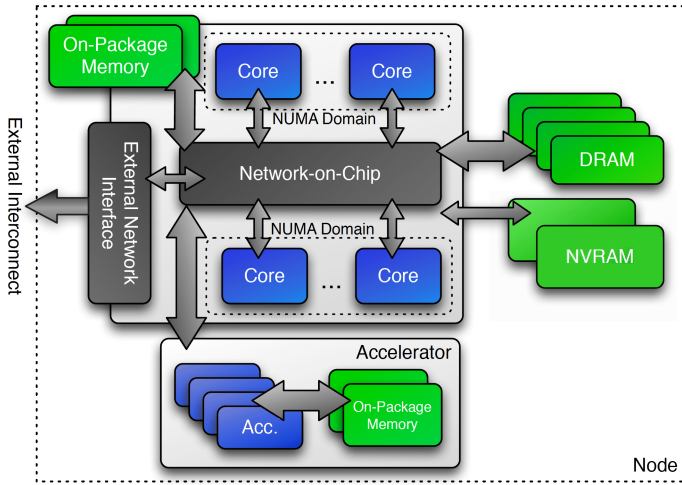 On-Package
Memory
Core
...
Core
NUMA Domain
External Interconnect
External Network
Interface
Network-on-Chip
DRAM
NUMA Domain
Core
...
Core
NVRAM
Accelerator
Acc.
On-Package
Memory
Node